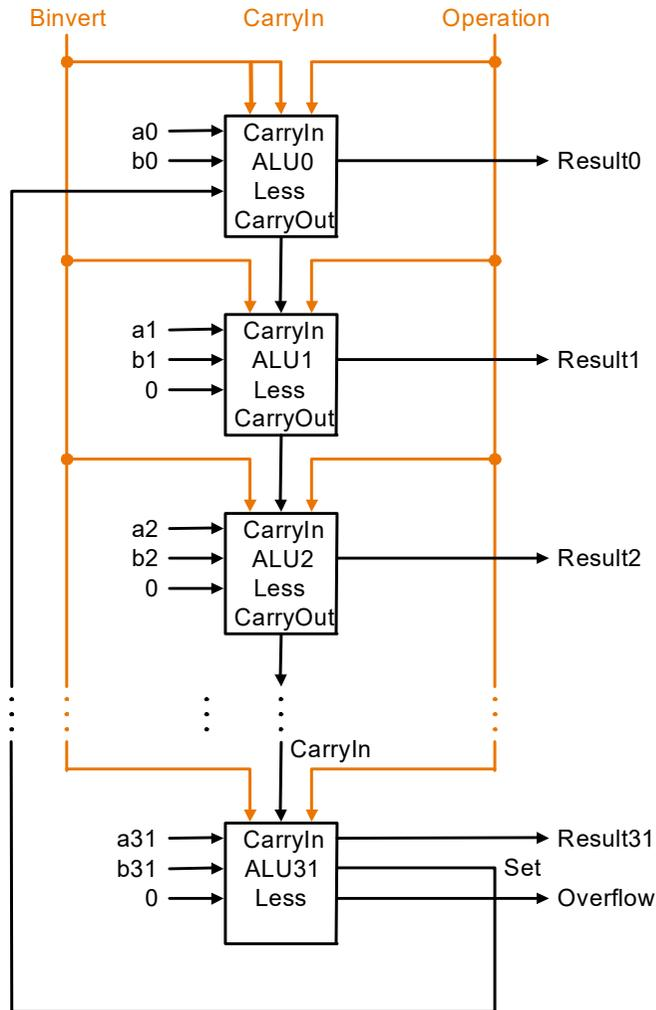 Binvert CarryIn Operation
a0
b0
CarryIn
ALU0
Less
CarryOut
Result0
a1
b1
0
CarryIn
ALU1
Less
CarryOut
Result1
a2
b2
0
CarryIn
ALU2
Less
CarryOut
Result2
CarryIn
a31
b31
0
CarryIn
ALU31
Less
Result31
Set
Overflow